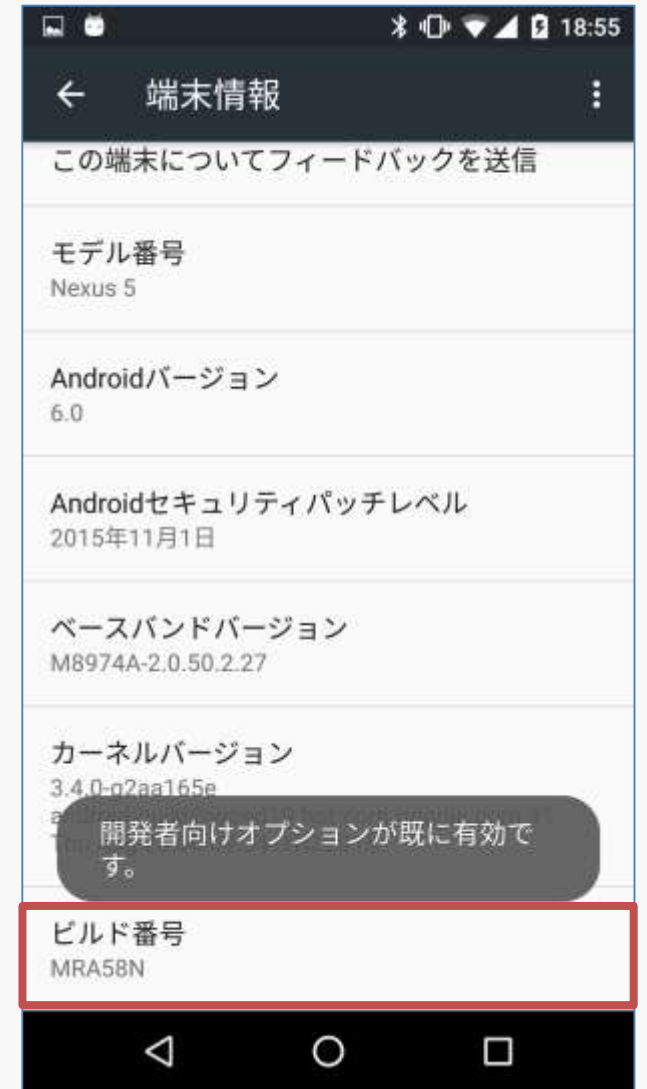 18:55
端末情報
この端末についてフィードバックを送信
モデル番号
Nexus 5
Androidバージョン
6.0
Androidセキュリティパッチレベル
2015年11月1日
ベースバンドバージョン
M8974A-2.0.50.2.27
カーネルバージョン
3.4.0-g2aa165e
開発者向けオプションが既に有効で
す。
ビルド番号
MRA58N